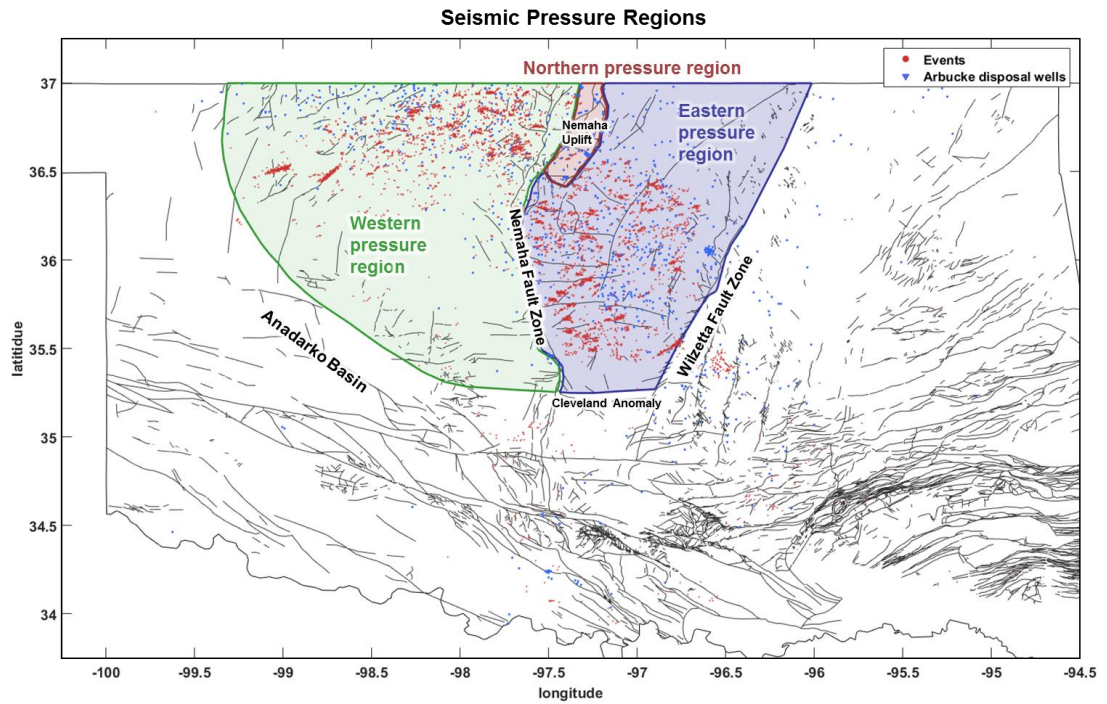 Seismic Pressure Regions
Events
Arbucke disposal wells
Northern pressure region
Nemaha
Uplift
Eastern
pressure
region
Western
pressure
region
Nemaha Fault Zone
Wilzetta Fault Zone
Anadarko Basin
Cleveland Anomaly
latitidue
37
36.5
36
35.5
35
34.5
34
-100
-99.5
-99
-98.5
-98
-97.5
-97
-96.5
-96
-95.5
-95
-94.5
longitude